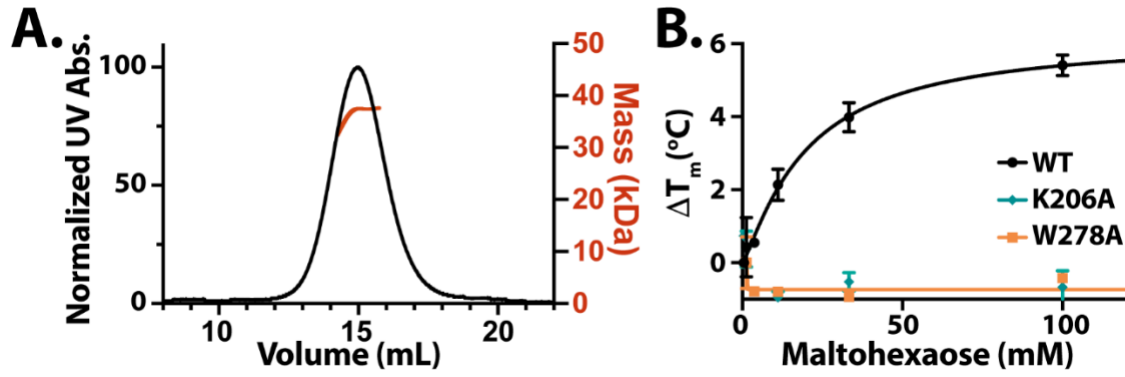 A.
Normalized UV Abs.
100
50
0
10
15
20
Volume (mL)
50
40
30
20
10
0
Mass (kDa)
B.
6
4
2
0
ΔTm(ºC)
0
50
100
Maltohexaose (mM)
WT
K206A
W278A